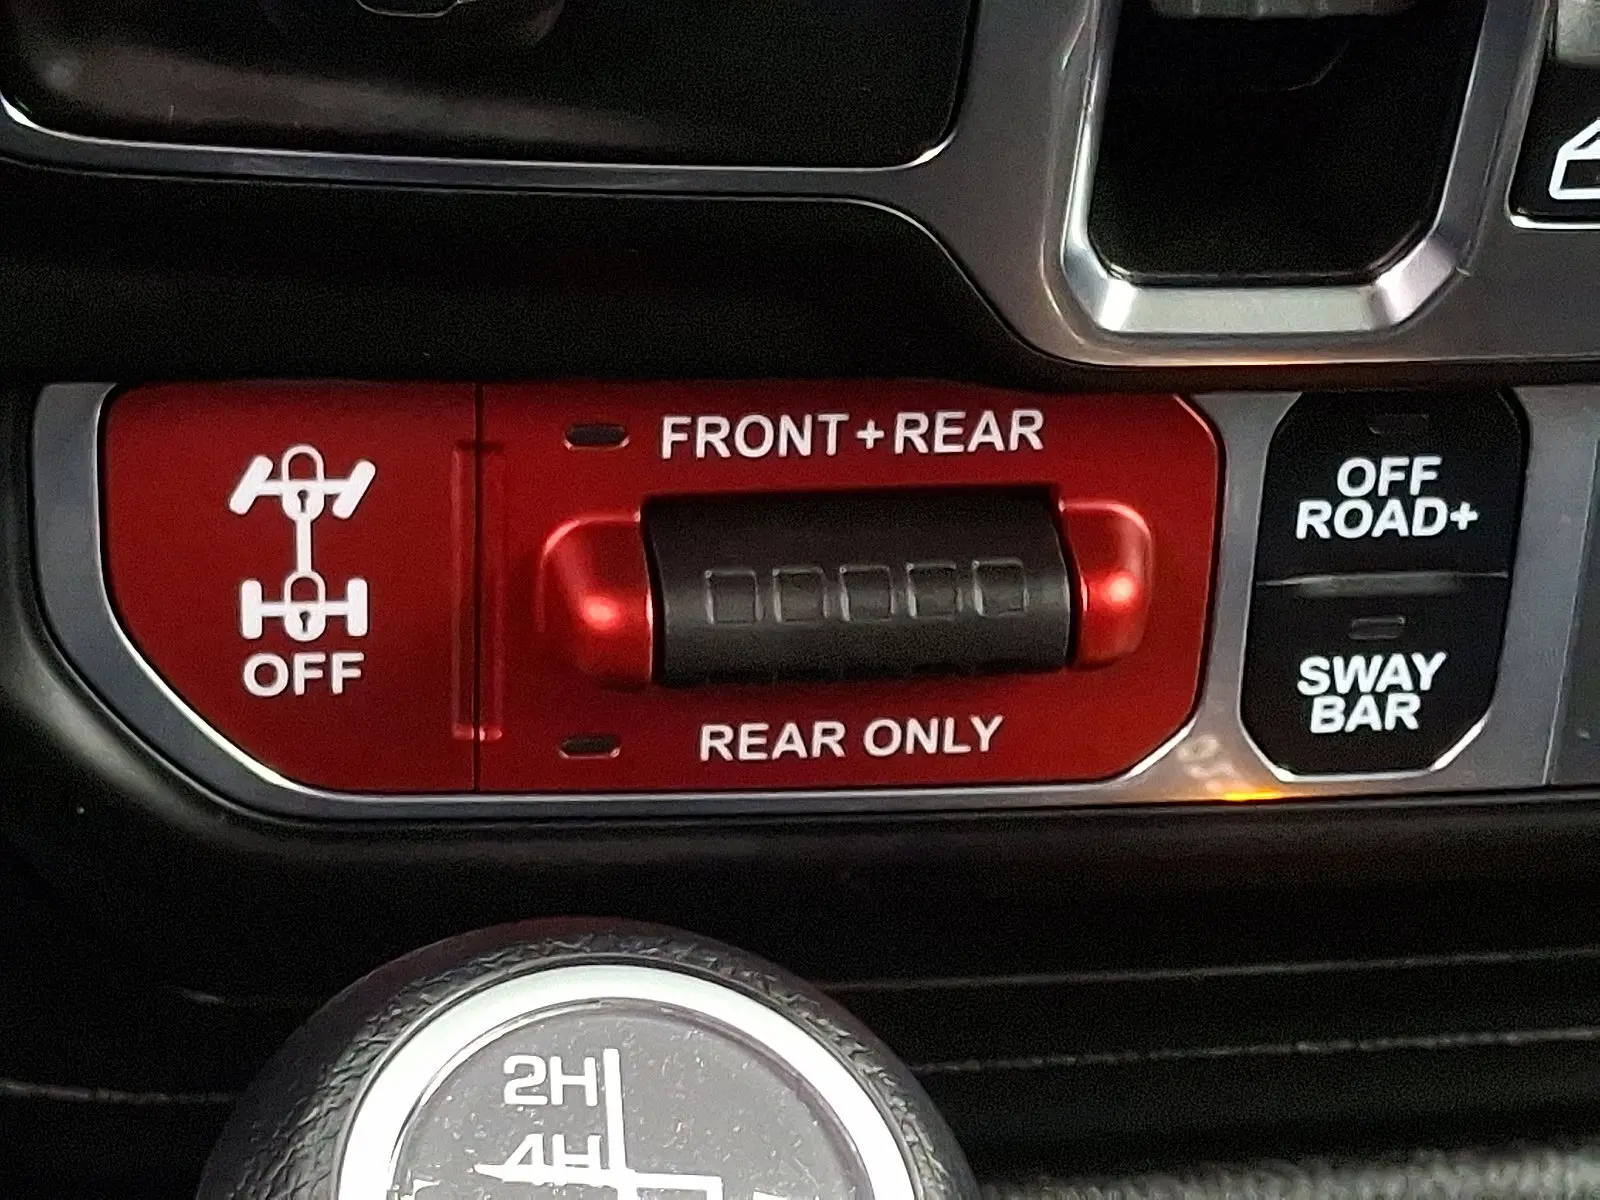 FRONT+REAR
OFF
REAR ONLY
OFF
ROAD+
SWAY
BAR
2H
4H